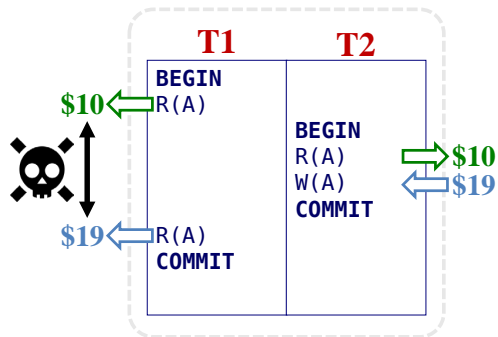 T1 T2
BEGIN
$10 R(A)
BEGIN
R(A) $10
W(A) $19
COMMIT
$19 R(A)
COMMIT